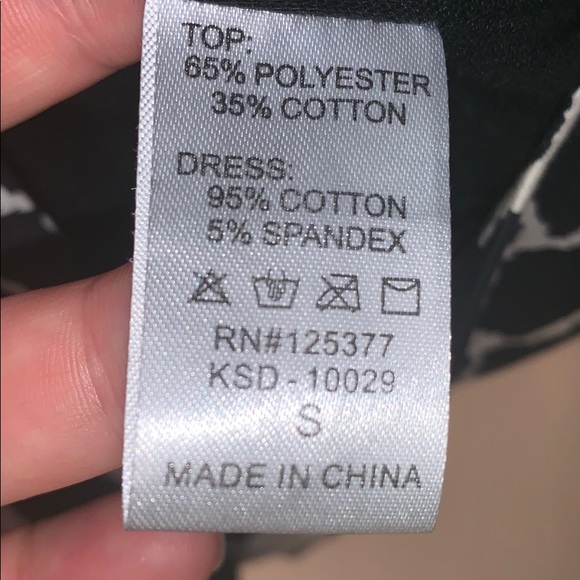 TOP:
65% POLYESTER
35% COTTON
DRESS:
95% COTTON
5% SPANDEX
RN#125377
KSD - 10029
S
MADE IN CHINA